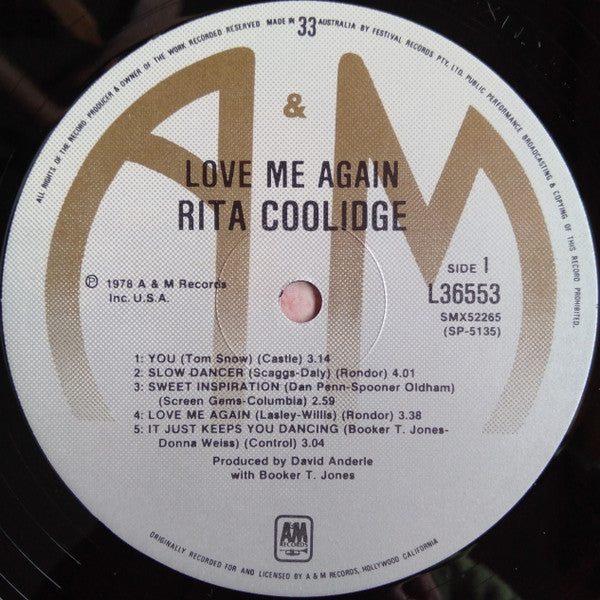 ALL RIGHTS OF THE RECORD PRODUCER & OWNER OF THE WORK RECORDED RESERVED MADE IN 33 AUSTRALIA BY FESTIVAL RECORDS PTY. LTD. PUBLIC PERFORMANCE BROADCASTING & COPYING OF THIS RECORD PROHIBITED.
A & M
LOVE ME AGAIN
RITA COOLIDGE
SIDE 1
L36553
SMX52265
(SP-5135)
℗ 1978 A & M Records
Inc. U.S.A.
1: YOU (Tom Snow) (Castle) 3.14
2: SLOW DANCER (Scaggs-Daly) (Rondor) 4.01
3: SWEET INSPIRATION (Dan Penn-Spooner Oldham)
(Screen Gems-Columbia) 2.59
4: LOVE ME AGAIN (Lasley-Willis) (Rondor) 3.38
5: IT JUST KEEPS YOU DANCING (Booker T. Jones-
Donna Weiss) (Control) 3.04
Produced by David Anderle
with Booker T. Jones
A&M
RECORDS
ORIGINALLY RECORDED FOR AND LICENSED BY A & M RECORDS, HOLLYWOOD CALIFORNIA